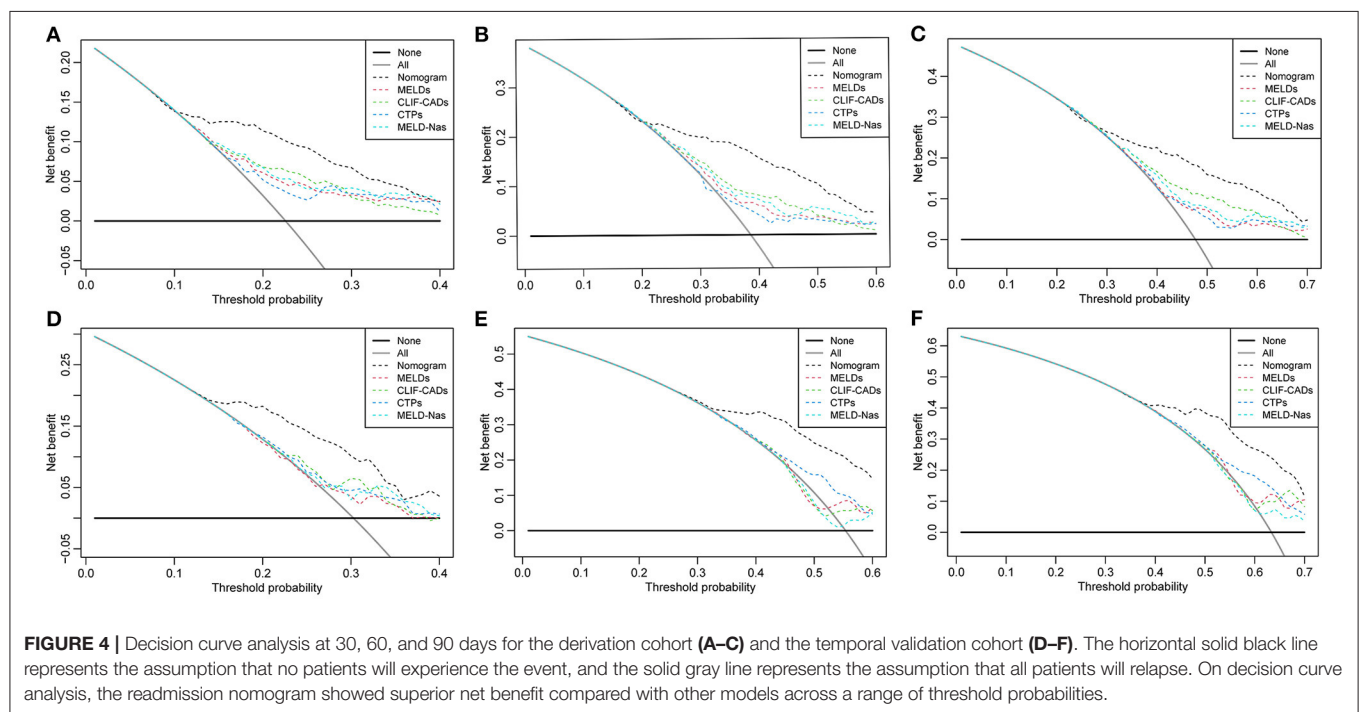 A
None
All
Nomogram
MELDs
CLIF-CADs
CTPs
MELD-Nas
Net benefit
0.20
0.15
0.10
0.05
0.00
−0.05
0.0 0.1 0.2 0.3 0.4
Threshold probability
B
None
All
Nomogram
MELDs
CLIF-CADs
CTPs
MELD-Nas
Net benefit
0.3
0.2
0.1
0.0
0.0 0.1 0.2 0.3 0.4 0.5 0.6
Threshold probability
C
None
All
Nomogram
MELDs
CLIF-CADs
CTPs
MELD-Nas
Net benefit
0.4
0.3
0.2
0.1
0.0
0.0 0.1 0.2 0.3 0.4 0.5 0.6 0.7
Threshold probability
D
None
All
Nomogram
MELDs
CLIF-CADs
CTPs
MELD-Nas
Net benefit
0.25
0.15
0.05
−0.05
0.0 0.1 0.2 0.3 0.4
Threshold probability
E
None
All
Nomogram
MELDs
CLIF-CADs
CTPs
MELD-Nas
Net benefit
0.5
0.4
0.3
0.2
0.1
0.0
0.0 0.1 0.2 0.3 0.4 0.5 0.6
Threshold probability
F
None
All
Nomogram
MELDs
CLIF-CADs
CTPs
MELD-Nas
Net benefit
0.6
0.5
0.4
0.3
0.2
0.1
0.0
0.0 0.1 0.2 0.3 0.4 0.5 0.6 0.7
Threshold probability
FIGURE 4 | Decision curve analysis at 30, 60, and 90 days for the derivation cohort (A–C) and the temporal validation cohort (D–F). The horizontal solid black line
represents the assumption that no patients will experience the event, and the solid gray line represents the assumption that all patients will relapse. On decision curve
analysis, the readmission nomogram showed superior net benefit compared with other models across a range of threshold probabilities.